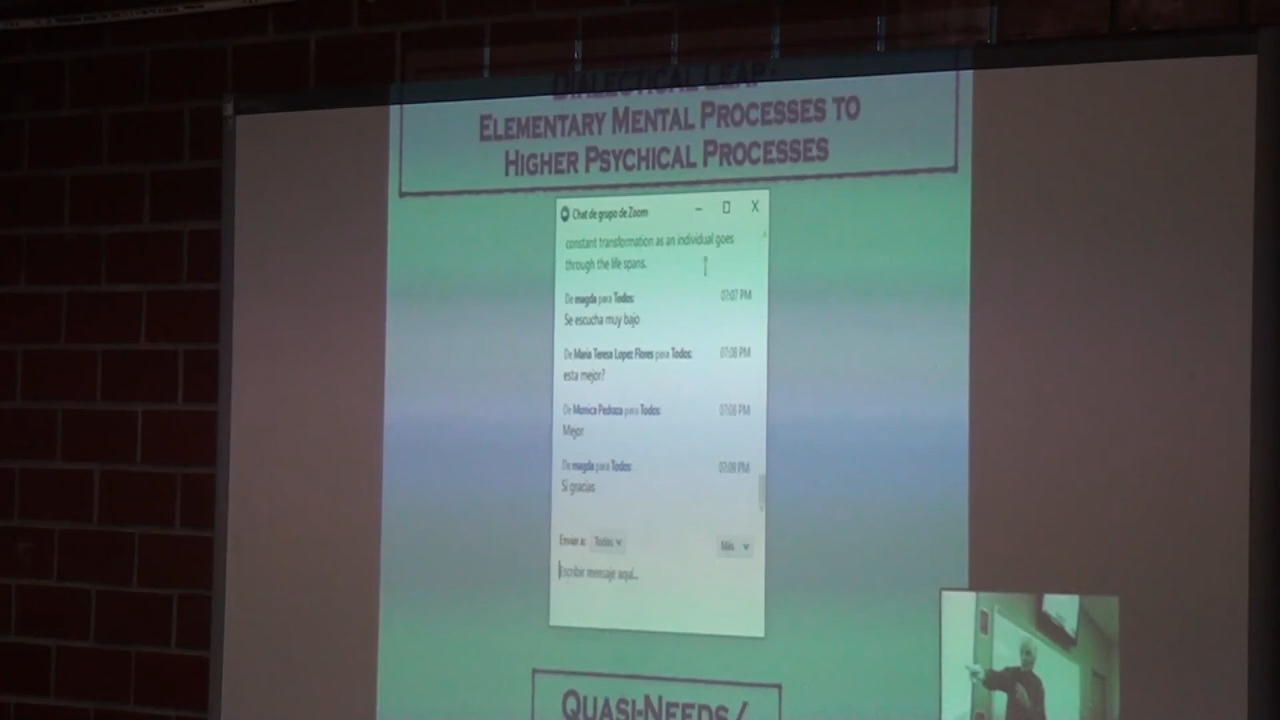 DIALECTICAL LEAP:
ELEMENTARY MENTAL PROCESSES TO
HIGHER PSYCHICAL PROCESSES
Chat de grupo de Zoom
constant transformation as an individual goes
through the life spans.
De magda para Todos: 07:07 PM
Se escucha muy bajo
De Maria Teresa Lopez Flores para Todos: 07:08 PM
esta mejor?
De Monica Pedraza para Todos: 07:08 PM
Mejor
De magda para Todos: 07:09 PM
Si gracias
Enviar a: Todos Más
Escribir mensaje aquí...
QUASI-NEEDS/